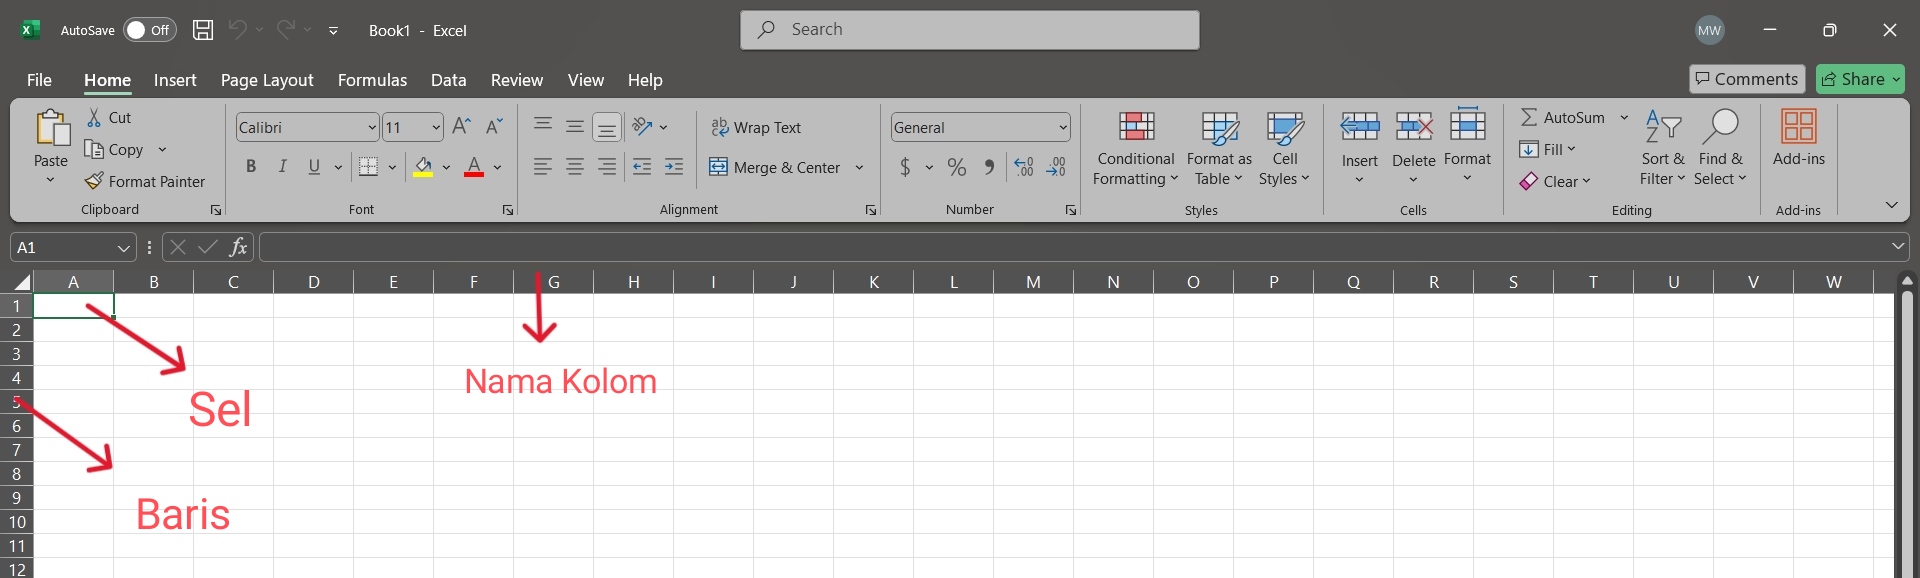 AutoSave Off Book1 - Excel Search MW
File Home Insert Page Layout Formulas Data Review View Help Comments Share
Paste
Cut
Copy
Format Painter
Clipboard
Calibri 11
B I U A
Font
ab Wrap Text
Merge & Center
Alignment
General
$ % 9 .00
Number
Conditional
Formatting
Format as
Table
Cell
Styles
Styles
Insert Delete Format
Cells
AutoSum
Fill
Clear
Sort &
Filter
Find &
Select
Editing
Add-ins
Add-ins
A1 fx
A B C D E F G H I J K L M N O P Q R S T U V W
1
2
3
4
5
6
7
8
9
10
11
12
Sel
Nama Kolom
Baris